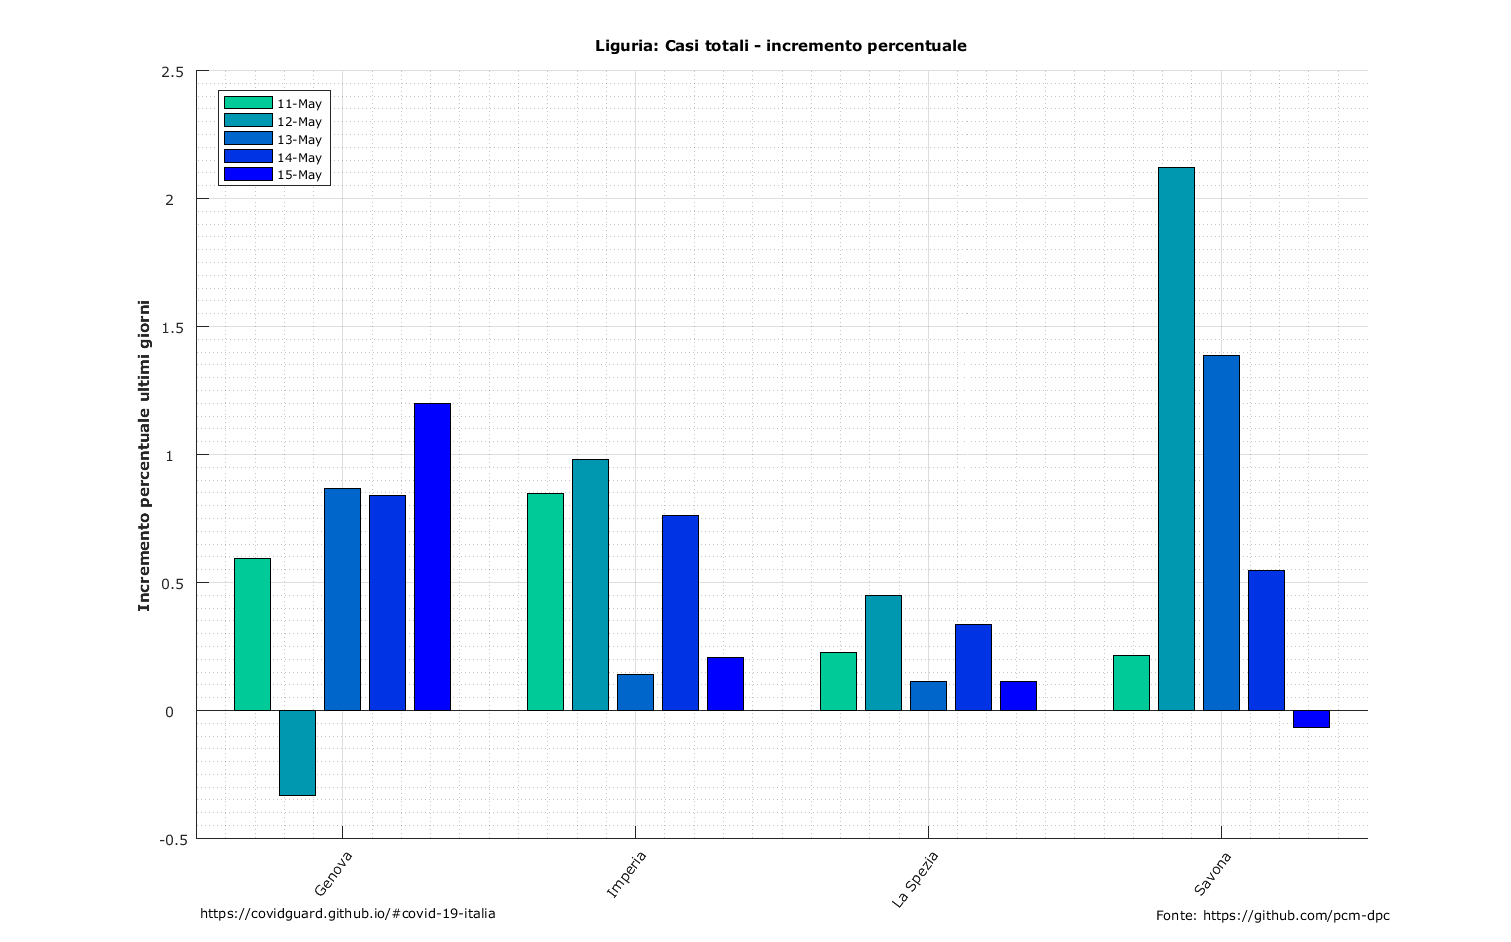 Liguria: Casi totali - incremento percentuale
2.5
11-May
12-May
13-May
14-May
15-May
2
1.5
1
0.5
0
-0.5
Incremento percentuale ultimi giorni
Genova
Imperia
La Spezia
Savona
https://covidguard.github.io/#covid-19-italia
Fonte: https://github.com/pcm-dpc